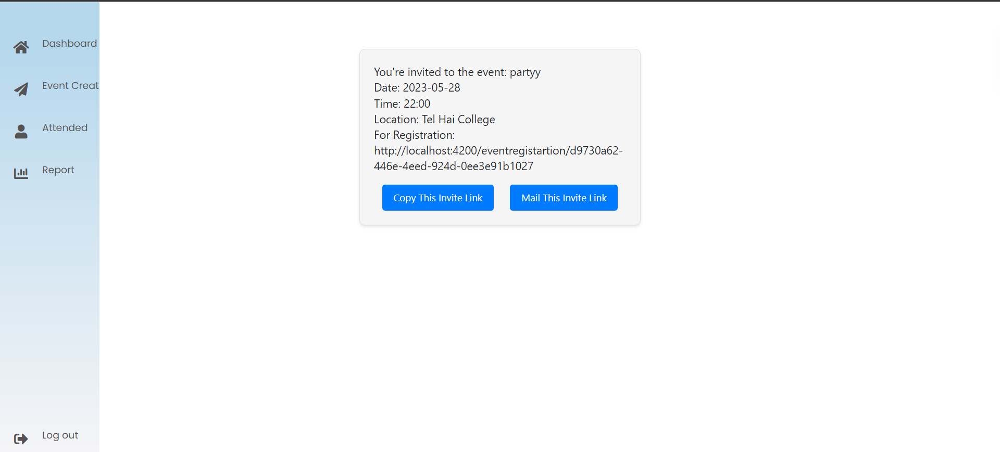 Dashboard
Event Creat
Attended
Report
Log out
You're invited to the event: partyy
Date: 2023-05-28
Time: 22:00
Location: Tel Hai College
For Registration:
http://localhost:4200/eventregistartion/d9730a62-
446e-4eed-924d-0ee3e91b1027
Copy This Invite Link
Mail This Invite Link